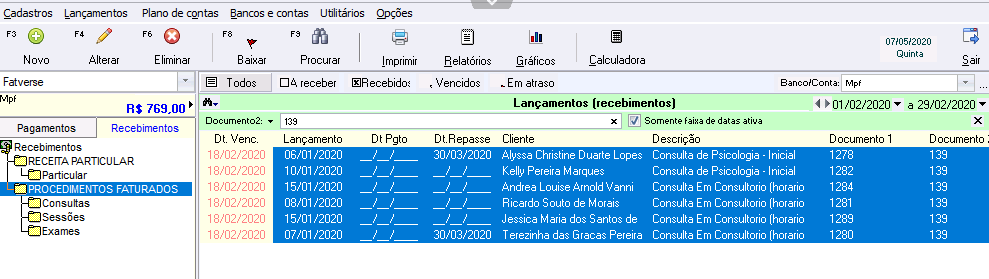 Cadastros Lançamentos Plano de contas Bancos e contas Utilitários Opções
F3 F4 F6 F8 F9
Novo Alterar Eliminar Baixar Procurar Imprimir Relatórios Gráficos Calculadora 07/05/2020 Quinta Sair
Fatverse Todos A receber Recebidos Vencidos Em atraso Banco/Conta: Mpf ...
Mpf
R$ 769,00
Lançamentos (recebimentos) 01/02/2020 a 29/02/2020
Documento2: 139 Somente faixa de datas ativa
Pagamentos Recebimentos
Recebimentos
RECEITA PARTICULAR
Particular
PROCEDIMENTOS FATURADOS
Consultas
Sessões
Exames
Dt. Venc. Lançamento Dt Pgto Dt.Repasse Cliente Descrição Documento 1 Documento 2
18/02/2020 06/01/2020 __/__/____ 30/03/2020 Alyssa Christine Duarte Lopes Consulta de Psicologia - Inicial 1278 139
18/02/2020 10/01/2020 __/__/____ __/__/____ Kelly Pereira Marques Consulta de Psicologia - Inicial 1282 139
18/02/2020 15/01/2020 __/__/____ __/__/____ Andrea Louise Arnold Vanni Consulta Em Consultorio (horario 1284 139
18/02/2020 08/01/2020 __/__/____ __/__/____ Ricardo Souto de Morais Consulta Em Consultorio (horario 1281 139
18/02/2020 15/01/2020 __/__/____ __/__/____ Jessica Maria dos Santos de Consulta Em Consultorio (horario 1289 139
18/02/2020 07/01/2020 __/__/____ 30/03/2020 Terezinha das Gracas Pereira Consulta Em Consultorio (horario 1280 139